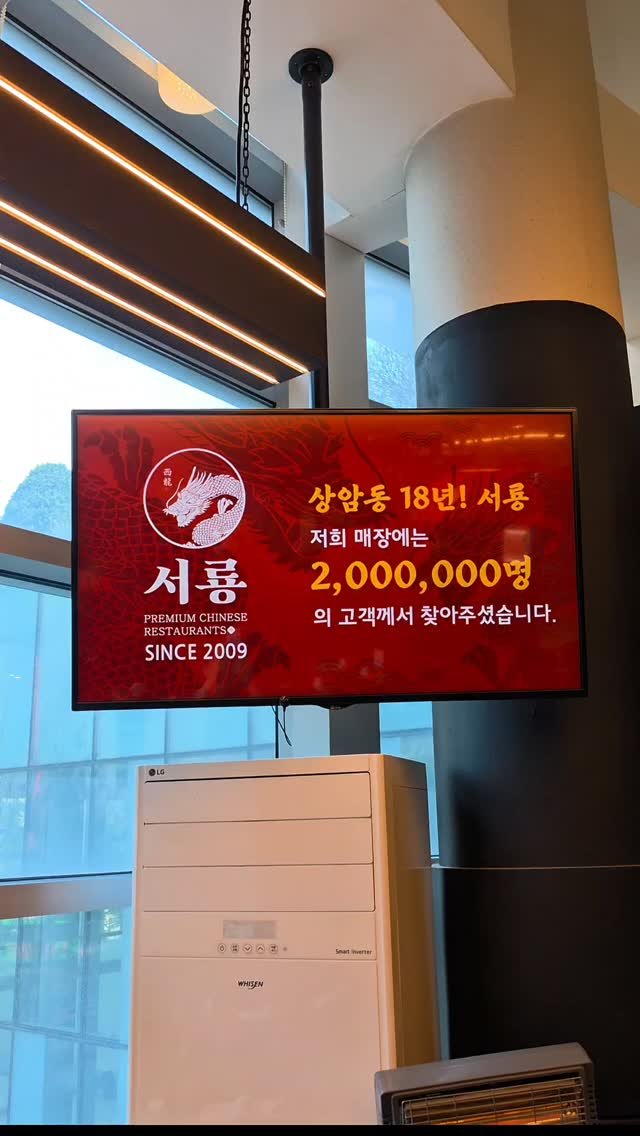 西龍
서룡
PREMIUM CHINESE
RESTAURANTS
SINCE 2009
상암동 18년! 서룡
저희 매장에는
2,000,000명
의 고객께서 찾아주셨습니다.
LG
Smart Inverter
WHISEN